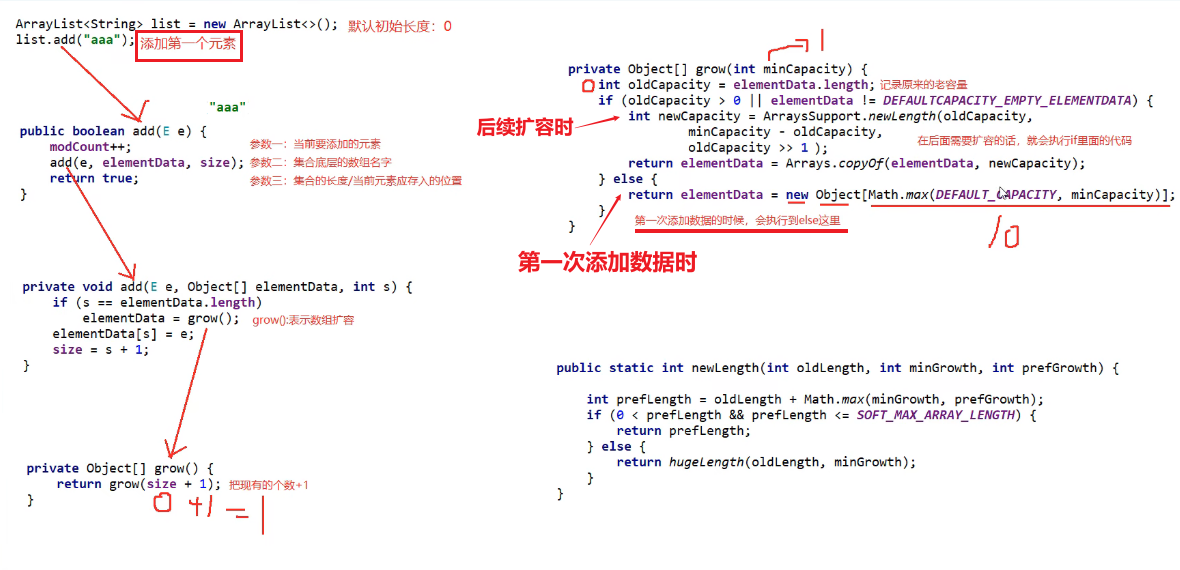 ArrayList<String> list = new ArrayList<>(); 默认初始长度：0
list.add("aaa"); 添加第一个元素
"aaa"
public boolean add(E e) {
modCount++;
add(e, elementData, size);
return true;
}
参数一：当前要添加的元素
参数二：集合底层的数组名字
参数三：集合的长度/当前元素应存入的位置
private void add(E e, Object[] elementData, int s) {
if (s == elementData.length)
elementData = grow(); grow():表示数组扩容
elementData[s] = e;
size = s + 1;
}
private Object[] grow() {
return grow(size + 1); 把现有的个数+1
}
0 +1 = 1
1
private Object[] grow(int minCapacity) {
0 int oldCapacity = elementData.length; 记录原来的老容量
if (oldCapacity > 0 || elementData != DEFAULTCAPACITY_EMPTY_ELEMENTDATA) {
后续扩容时 int newCapacity = ArraysSupport.newLength(oldCapacity,
minCapacity - oldCapacity,
oldCapacity >> 1 ); 在后面需要扩容的话，就会执行if里面的代码
return elementData = Arrays.copyOf(elementData, newCapacity);
} else {
return elementData = new Object[Math.max(DEFAULT_CAPACITY, minCapacity)];
}
第一次添加数据的时候，会执行到else这里
}
10
第一次添加数据时
public static int newLength(int oldLength, int minGrowth, int prefGrowth) {
int prefLength = oldLength + Math.max(minGrowth, prefGrowth);
if (0 < prefLength && prefLength <= SOFT_MAX_ARRAY_LENGTH) {
return prefLength;
} else {
return hugeLength(oldLength, minGrowth);
}
}